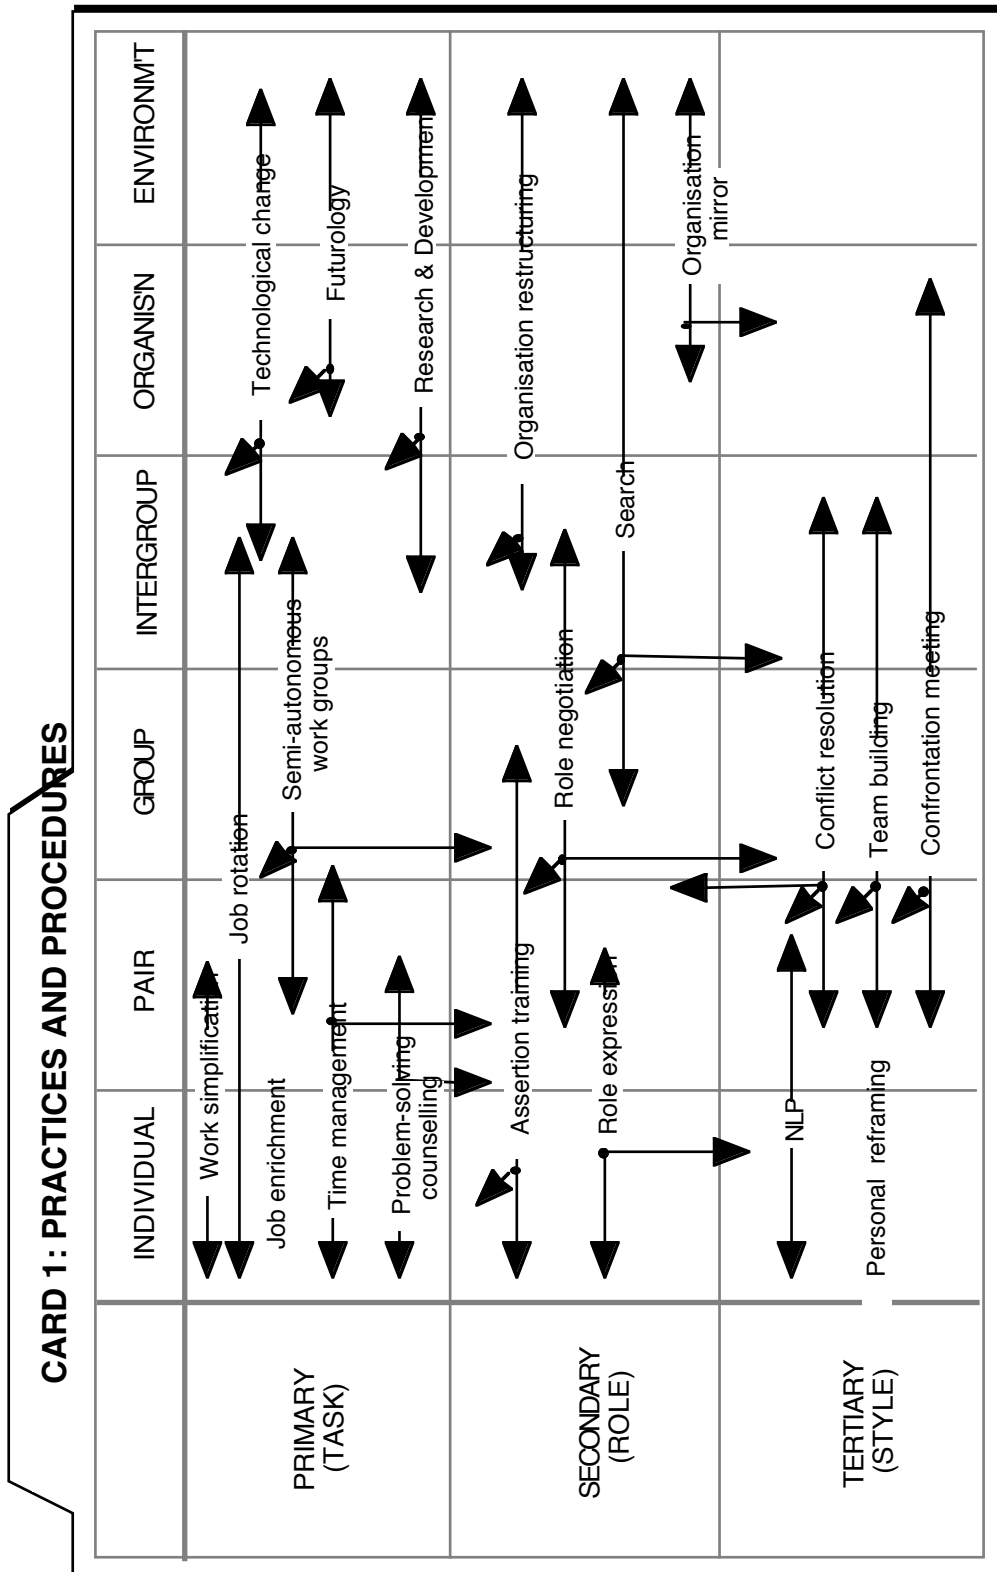 CARD 1: PRACTICES AND PROCEDURES
INDIVIDUAL
PAIR
GROUP
INTERGROUP
ORGANIS'N
ENVIRONM'T
PRIMARY
(TASK)
Work simplification
Job rotation
Technological change
Job enrichment
Semi-autonomous
work groups
Time management
Futurology
Problem-solving
counselling
Research & Development
SECONDARY
(ROLE)
Assertion training
Organisation restructuring
Role negotiation
Role expression
Search
Organisation
mirror
TERTIARY
(STYLE)
NLP
Conflict resolution
Personal reframing
Team building
Confrontation meeting